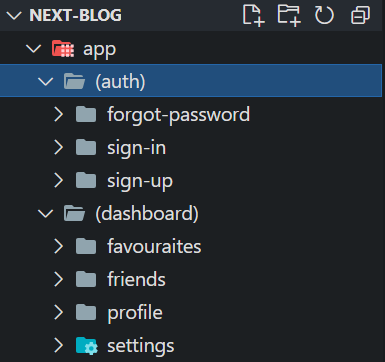 NEXT-BLOG
app
(auth)
forgot-password
sign-in
sign-up
(dashboard)
favouraites
friends
profile
settings